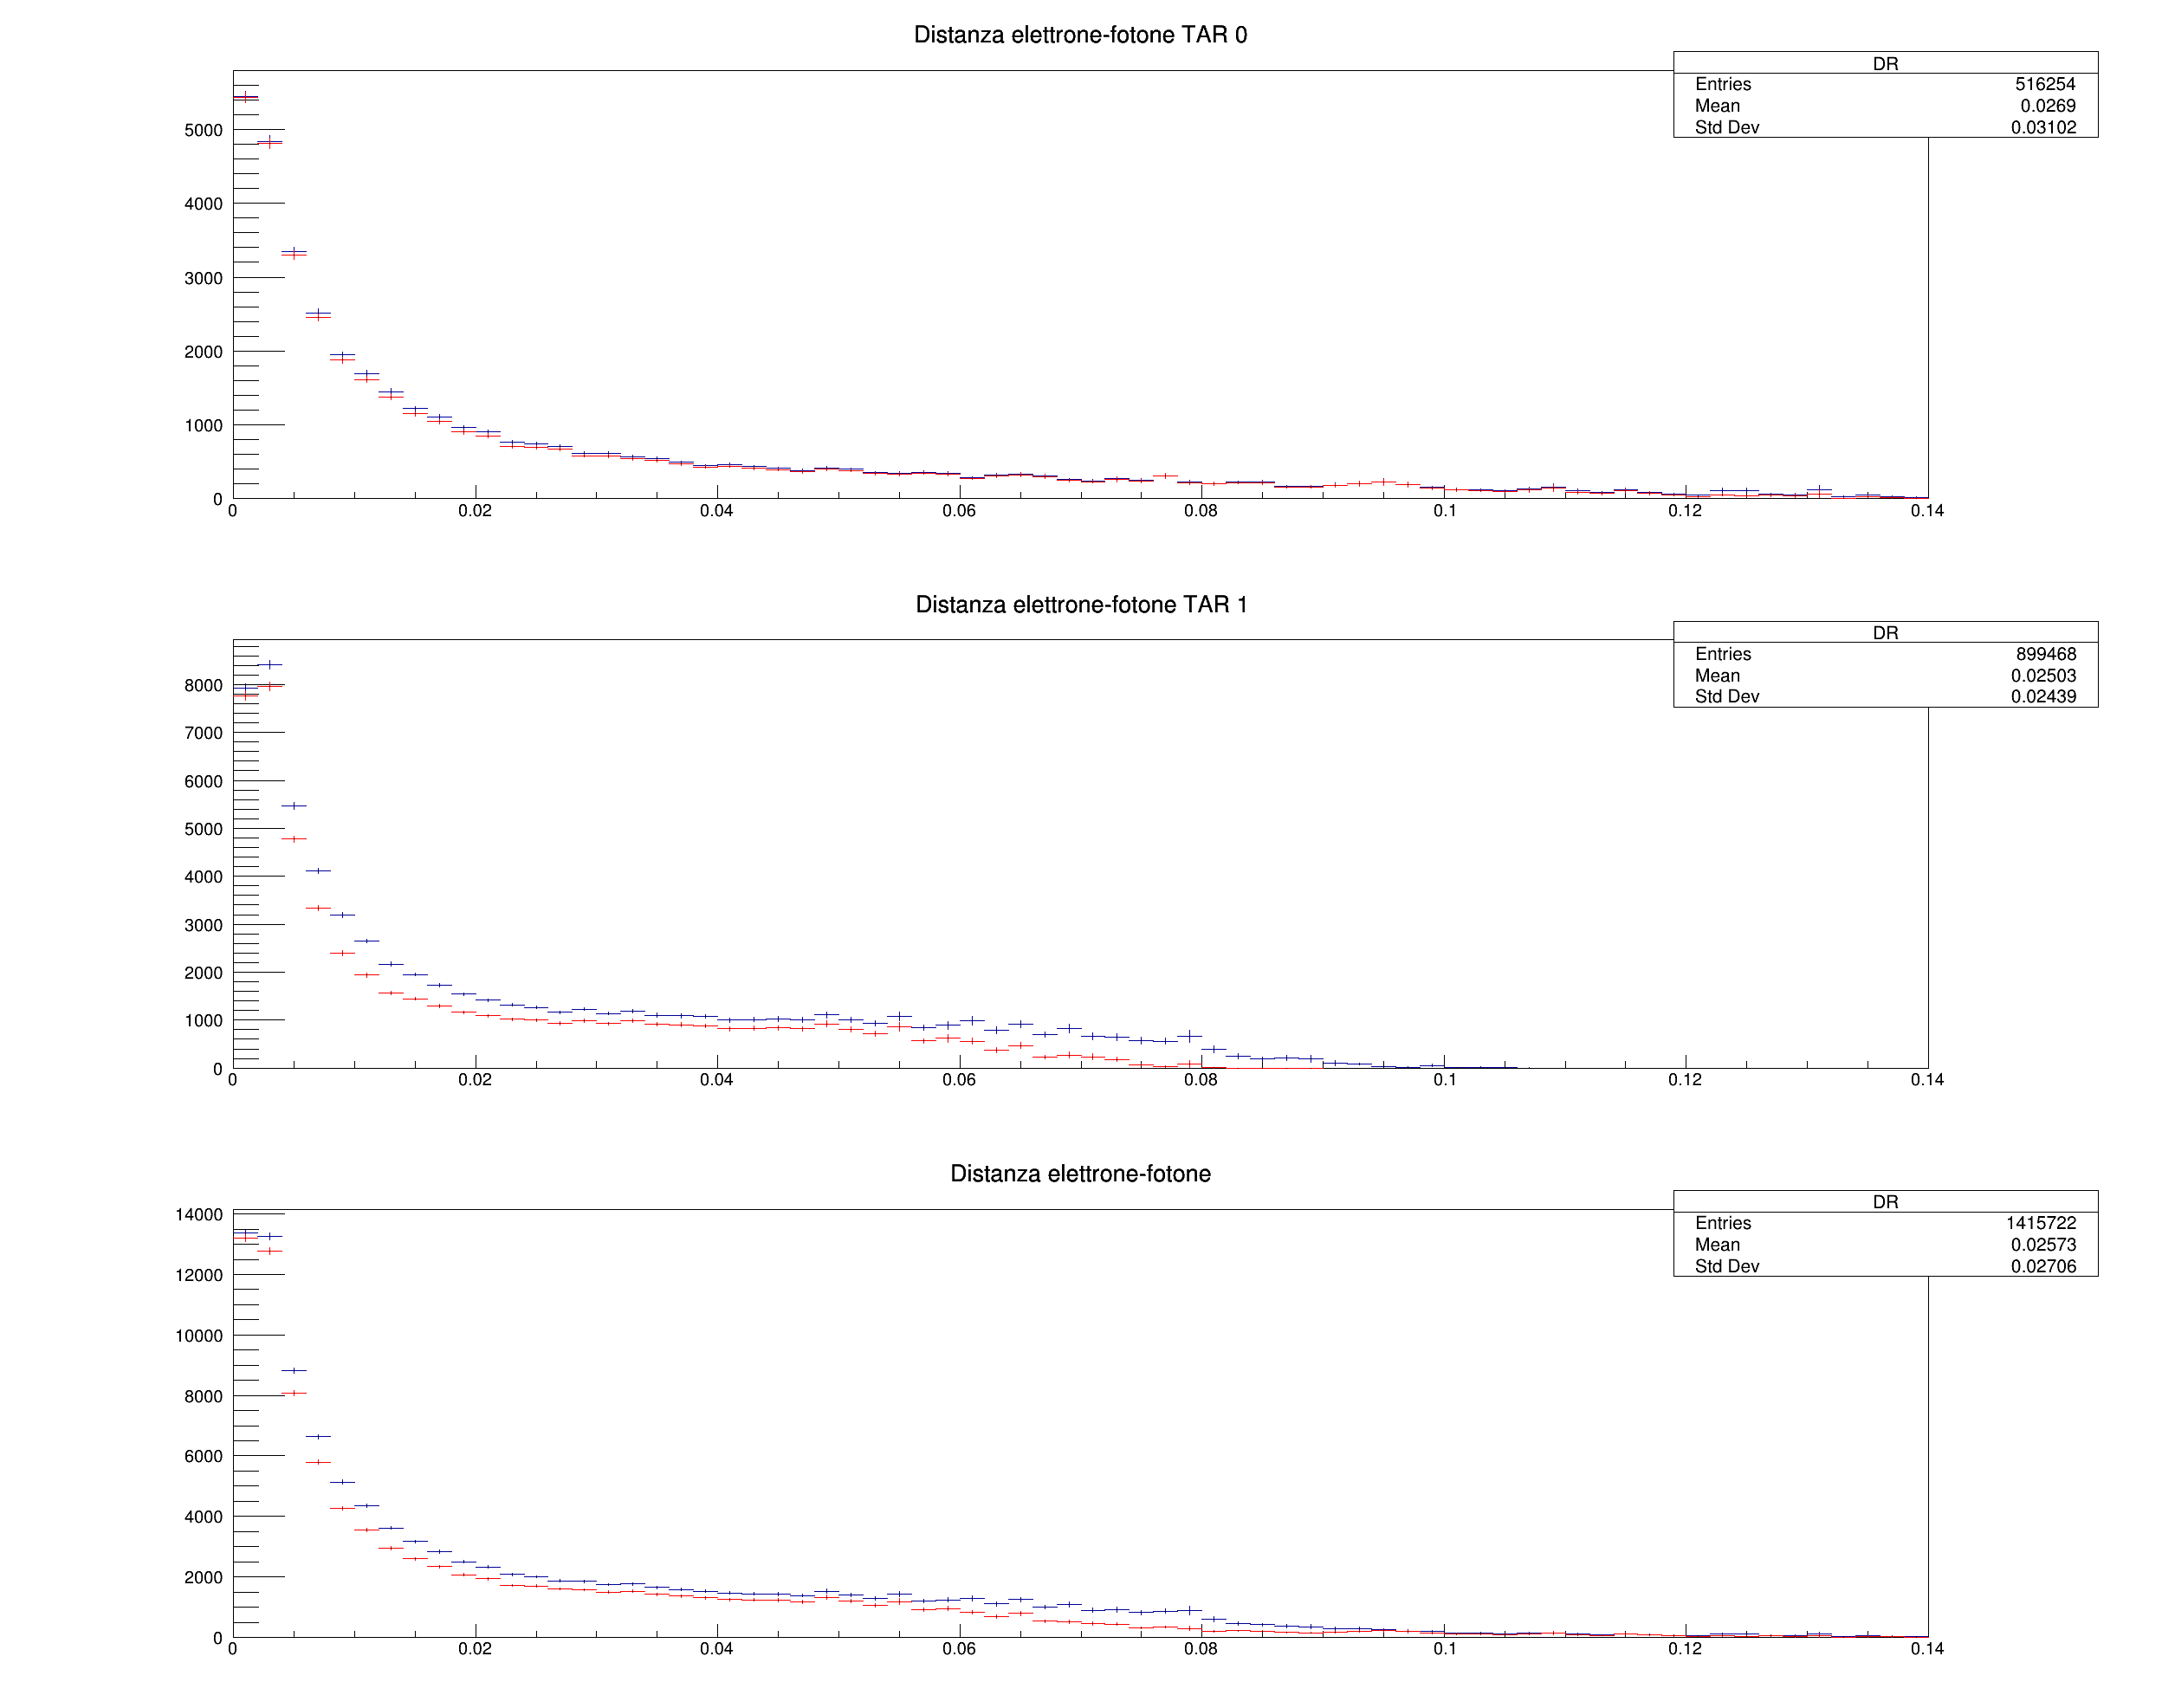 Distanza elettrone-fotone TAR 0
DR
Entries 516254
Mean 0.0269
Std Dev 0.03102
5000
4000
3000
2000
1000
0
0 0.02 0.04 0.06 0.08 0.1 0.12 0.14
Distanza elettrone-fotone TAR 1
DR
Entries 899468
Mean 0.02503
Std Dev 0.02439
8000
7000
6000
5000
4000
3000
2000
1000
0
0 0.02 0.04 0.06 0.08 0.1 0.12 0.14
Distanza elettrone-fotone
DR
Entries 1415722
Mean 0.02573
Std Dev 0.02706
14000
12000
10000
8000
6000
4000
2000
0
0 0.02 0.04 0.06 0.08 0.1 0.12 0.14